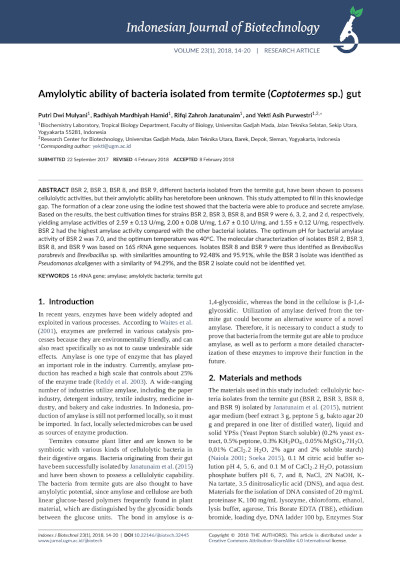 Indonesian Journal of Biotechnology
VOLUME 23(1), 2018, 14-20 | RESEARCH ARTICLE
Amylolytic ability of bacteria isolated from termite (Coptotermes sp.) gut
Putri Dwi Mulyani1, Radhiyah Mardhiyah Hamid1, Rifqi Zahroh Janatunaim1, and Yekti Asih Purwestri1,2,*
1Biochemistry Laboratory, Tropical Biology Department, Faculty of Biology, Universitas Gadjah Mada, Jalan Teknika Selatan, Sekip Utara,
Yogyakarta 55281, Indonesia
2Research Center for Biotechnology, Universitas Gadjah Mada, Jalan Teknika Utara, Barek, Depok, Sleman, Yogyakarta, Indonesia
*Corresponding author: yekti@ugm.ac.id
SUBMITTED 22 September 2017 REVISED 4 February 2018 ACCEPTED 8 February 2018
ABSTRACT BSR 2, BSR 3, BSR 8, and BSR 9, different bacteria isolated from the termite gut, have been shown to possess
cellulolytic activities, but their amylolytic ability has heretofore been unknown. This study attempted to fill in this knowledge
gap. The formation of a clear zone using the iodine test showed that the bacteria were able to produce and secrete amylase.
Based on the results, the best cultivation times for strains BSR 2, BSR 3, BSR 8, and BSR 9 were 6, 3, 2, and 2 d, respectively,
yielding amylase activities of 2.59 ± 0.13 U/mg, 2.00 ± 0.08 U/mg, 1.67 ± 0.10 U/mg, and 1.55 ± 0.12 U/mg, respectively.
BSR 2 had the highest amylase activity compared with the other bacterial isolates. The optimum pH for bacterial amylase
activity of BSR 2 was 7.0, and the optimum temperature was 40°C. The molecular characterization of isolates BSR 2, BSR 3,
BSR 8, and BSR 9 was based on 16S rRNA gene sequences. Isolates BSR 8 and BSR 9 were identified as Brevibacillus
parabrevis and Brevibacillus sp. with similarities amounting to 92.48% and 95.91%, while the BSR 3 isolate was identified as
Pseudomonas alcaligenes with a similarity of 94.29%, and the BSR 2 isolate could not be identified yet.
KEYWORDS 16 rRNA gene; amylase; amylolytic bacteria; termite gut
1. Introduction
In recent years, enzymes have been widely adopted and
exploited in various processes. According to Waites et al.
(2001), enzymes are preferred in various catalysis pro-
cesses because they are environmentally friendly, and can
also react specifically so as not to cause undesirable side
effects. Amylase is one type of enzyme that has played
an important role in the industry. Currently, amylase pro-
duction has reached a high scale that controls about 25%
of the enzyme trade (Reddy et al. 2003). A wide-ranging
number of industries utilize amylase, including the paper
industry, detergent industry, textile industry, medicine in-
dustry, and bakery and cake industries. In Indonesia, pro-
duction of amylase is still not performed locally, so it must
be imported. In fact, locally selected microbes can be used
as sources of enzyme production.
Termites consume plant litter and are known to be
symbiotic with various kinds of cellulolytic bacteria in
their digestive organs. Bacteria originating from their gut
have been successfully isolated by Janatunaim et al. (2015)
and have been shown to possess a cellulolytic capability.
The bacteria from termite guts are also thought to have
amylolytic potential, since amylase and cellulase are both
linear glucose-based polymers frequently found in plant
material, which are distinguished by the glycosidic bonds
between the glucose units. The bond in amylose is α-
1,4-glycosidic, whereas the bond in the cellulose is β-1,4-
glycosidic. Utilization of amylase derived from the ter-
mite gut could become an alternative source of a novel
amylase. Therefore, it is necessary to conduct a study to
prove that bacteria from the termite gut are able to produce
amylase, as well as to perform a more detailed character-
ization of these enzymes to improve their function in the
future.
2. Materials and methods
The materials used in this study included: cellulolytic bac-
teria isolates from the termite gut (BSR 2, BSR 3, BSR 8,
and BSR 9) isolated by Janatunaim et al. (2015), nutrient
agar medium (beef extract 3 g, peptone 5 g, bakto agar 20
g and prepared in one liter of distilled water), liquid and
solid YPSs (Yeast Pepton Starch soluble) (0.2% yeast ex-
tract, 0.5% peptone, 0.3% KH2PO4, 0.05% MgSO4.7H2O,
0,01% CaCl2.2 H2O, 2% agar and 2% starch soluble)
(Naiola 2001; Soeka 2015), 0.1 M citric acid buffer so-
lution pH 4, 5, 6, and 0.1 M of CaCl2.2 H2O, potassium
phosphate buffers pH 6, 7, and 8, NaCl, 2N NaOH, K-
Na tartate, 3.5 dinitrosalicylic acid (DNS), and aqua dest.
Materials for the isolation of DNA consisted of 20 mg/mL
proteinase K, 100 mg/mL lysozyme, chloroform, ethanol,
lysis buffer, agarose, Tris Borate EDTA (TBE), ethidium
bromide, loading dye, DNA ladder 100 bp, Enzymes Star
Indones J Biotechnol 23(1), 2018, 14-20 | DOI 10.22146/ijbiotech.32445
www.jurnal.ugm.ac.id/ijbiotech
Copyright © 2018 THE AUTHOR(S). This article is distributed under a
Creative Commons Attribution-ShareAlike 4.0 International license.